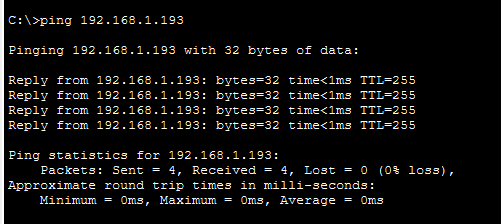 C:\>ping 192.168.1.193
Pinging 192.168.1.193 with 32 bytes of data:
Reply from 192.168.1.193: bytes=32 time<1ms TTL=255
Reply from 192.168.1.193: bytes=32 time<1ms TTL=255
Reply from 192.168.1.193: bytes=32 time<1ms TTL=255
Reply from 192.168.1.193: bytes=32 time<1ms TTL=255
Ping statistics for 192.168.1.193:
    Packets: Sent = 4, Received = 4, Lost = 0 (0% loss),
Approximate round trip times in milli-seconds:
    Minimum = 0ms, Maximum = 0ms, Average = 0ms